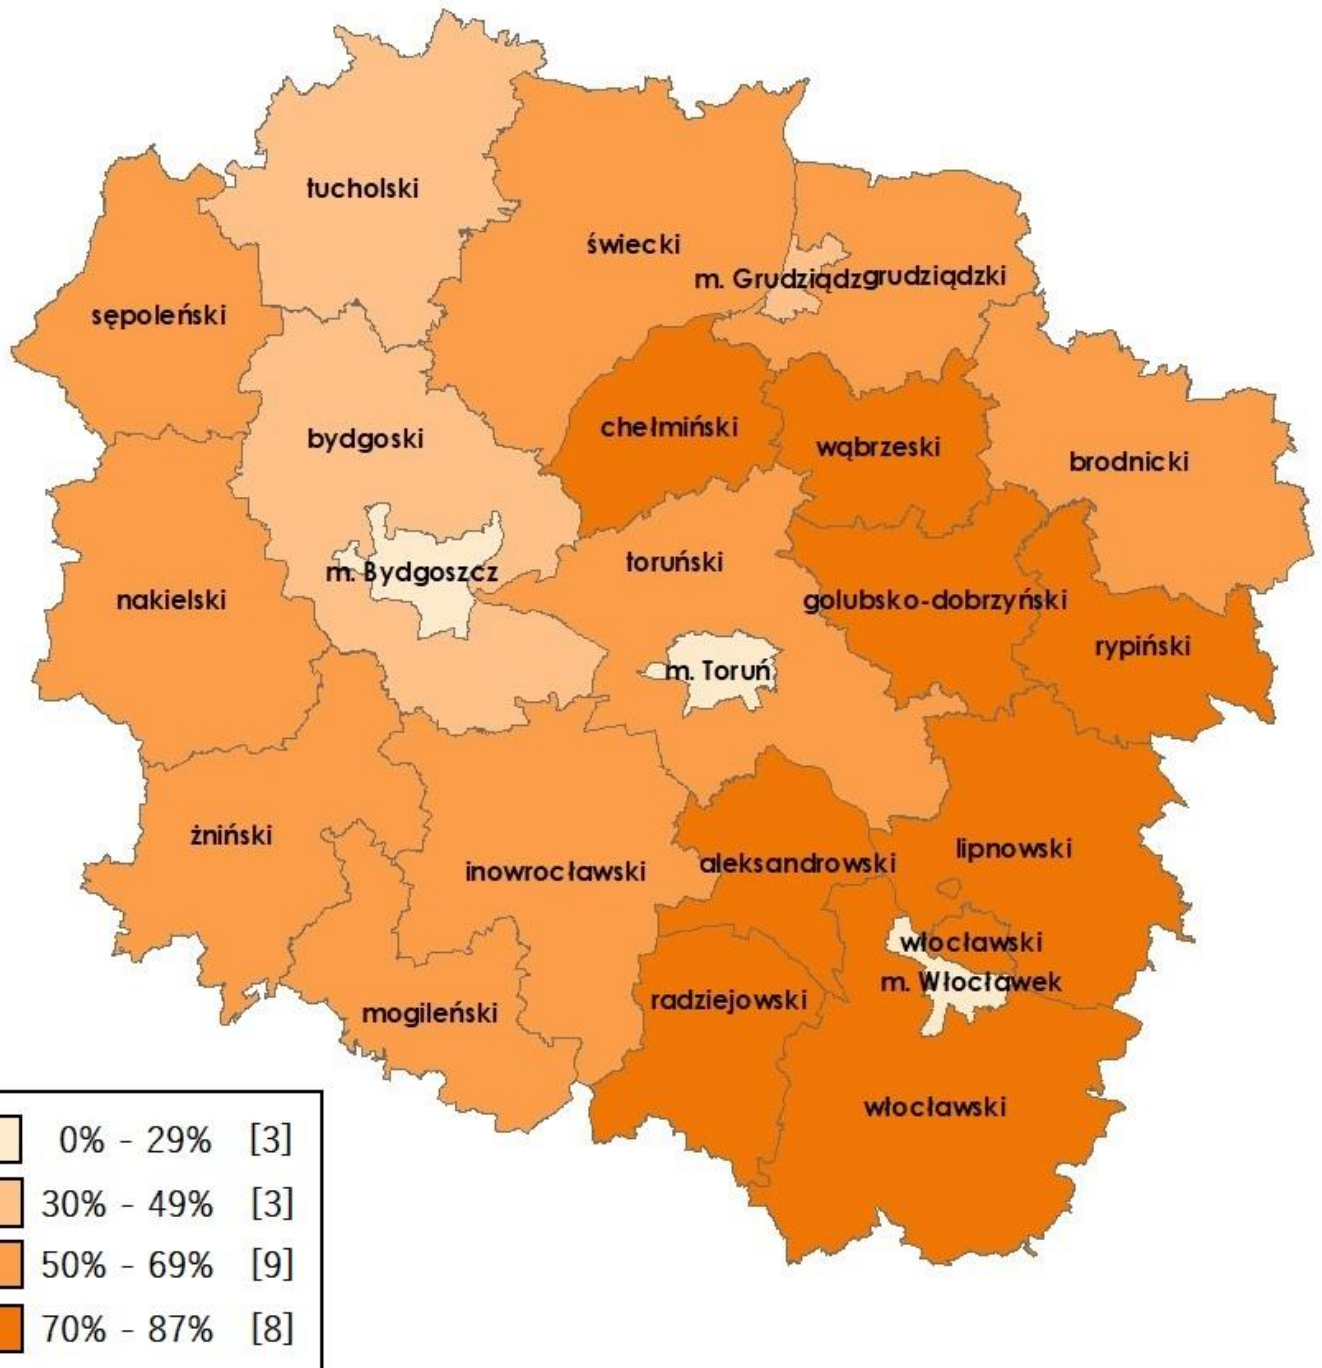 tucholski
świecki
m. Grudziądz
grudziądzki
sępoleński
chełmiński
bydgoski
wąbrzeski
brodnicki
toruński
m. Bydgoszcz
nakielski
golubsko-dobrzyński
rypiński
m. Toruń
żniński
lipnowski
aleksandrowski
inowrocławski
włocławski
m. Włocławek
radziejowski
mogileński
włocławski
0% - 29% [3]
30% - 49% [3]
50% - 69% [9]
70% - 87% [8]